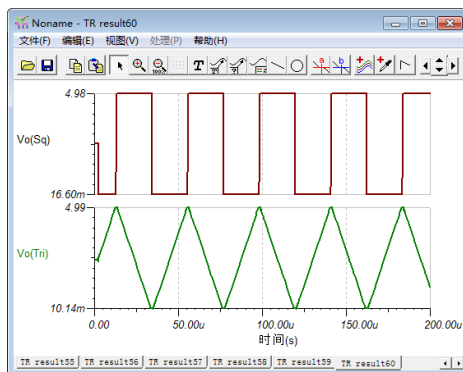 Noname - TR result60
文件(F) 编辑(E) 视图(V) 处理(P) 帮助(H)
100%
T
a b
4.98
Vo(Sq)
16.60m
4.99
Vo(Tri)
10.14m
0.00 50.00u 100.00u 150.00u 200.00u
时间(s)
TR result55 TR result56 TR result57 TR result58 TR result59 TR result60